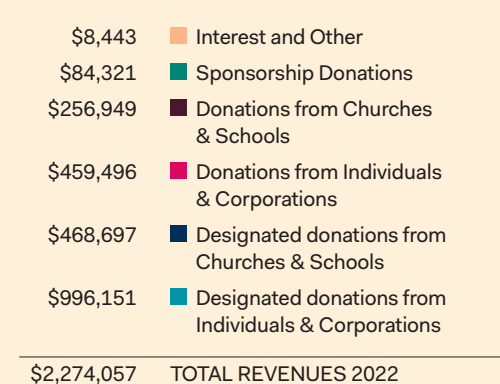 $8,443 Interest and Other
$84,321 Sponsorship Donations
$256,949 Donations from Churches
& Schools
$459,496 Donations from Individuals
& Corporations
$468,697 Designated donations from
Churches & Schools
$996,151 Designated donations from
Individuals & Corporations
$2,274,057 TOTAL REVENUES 2022